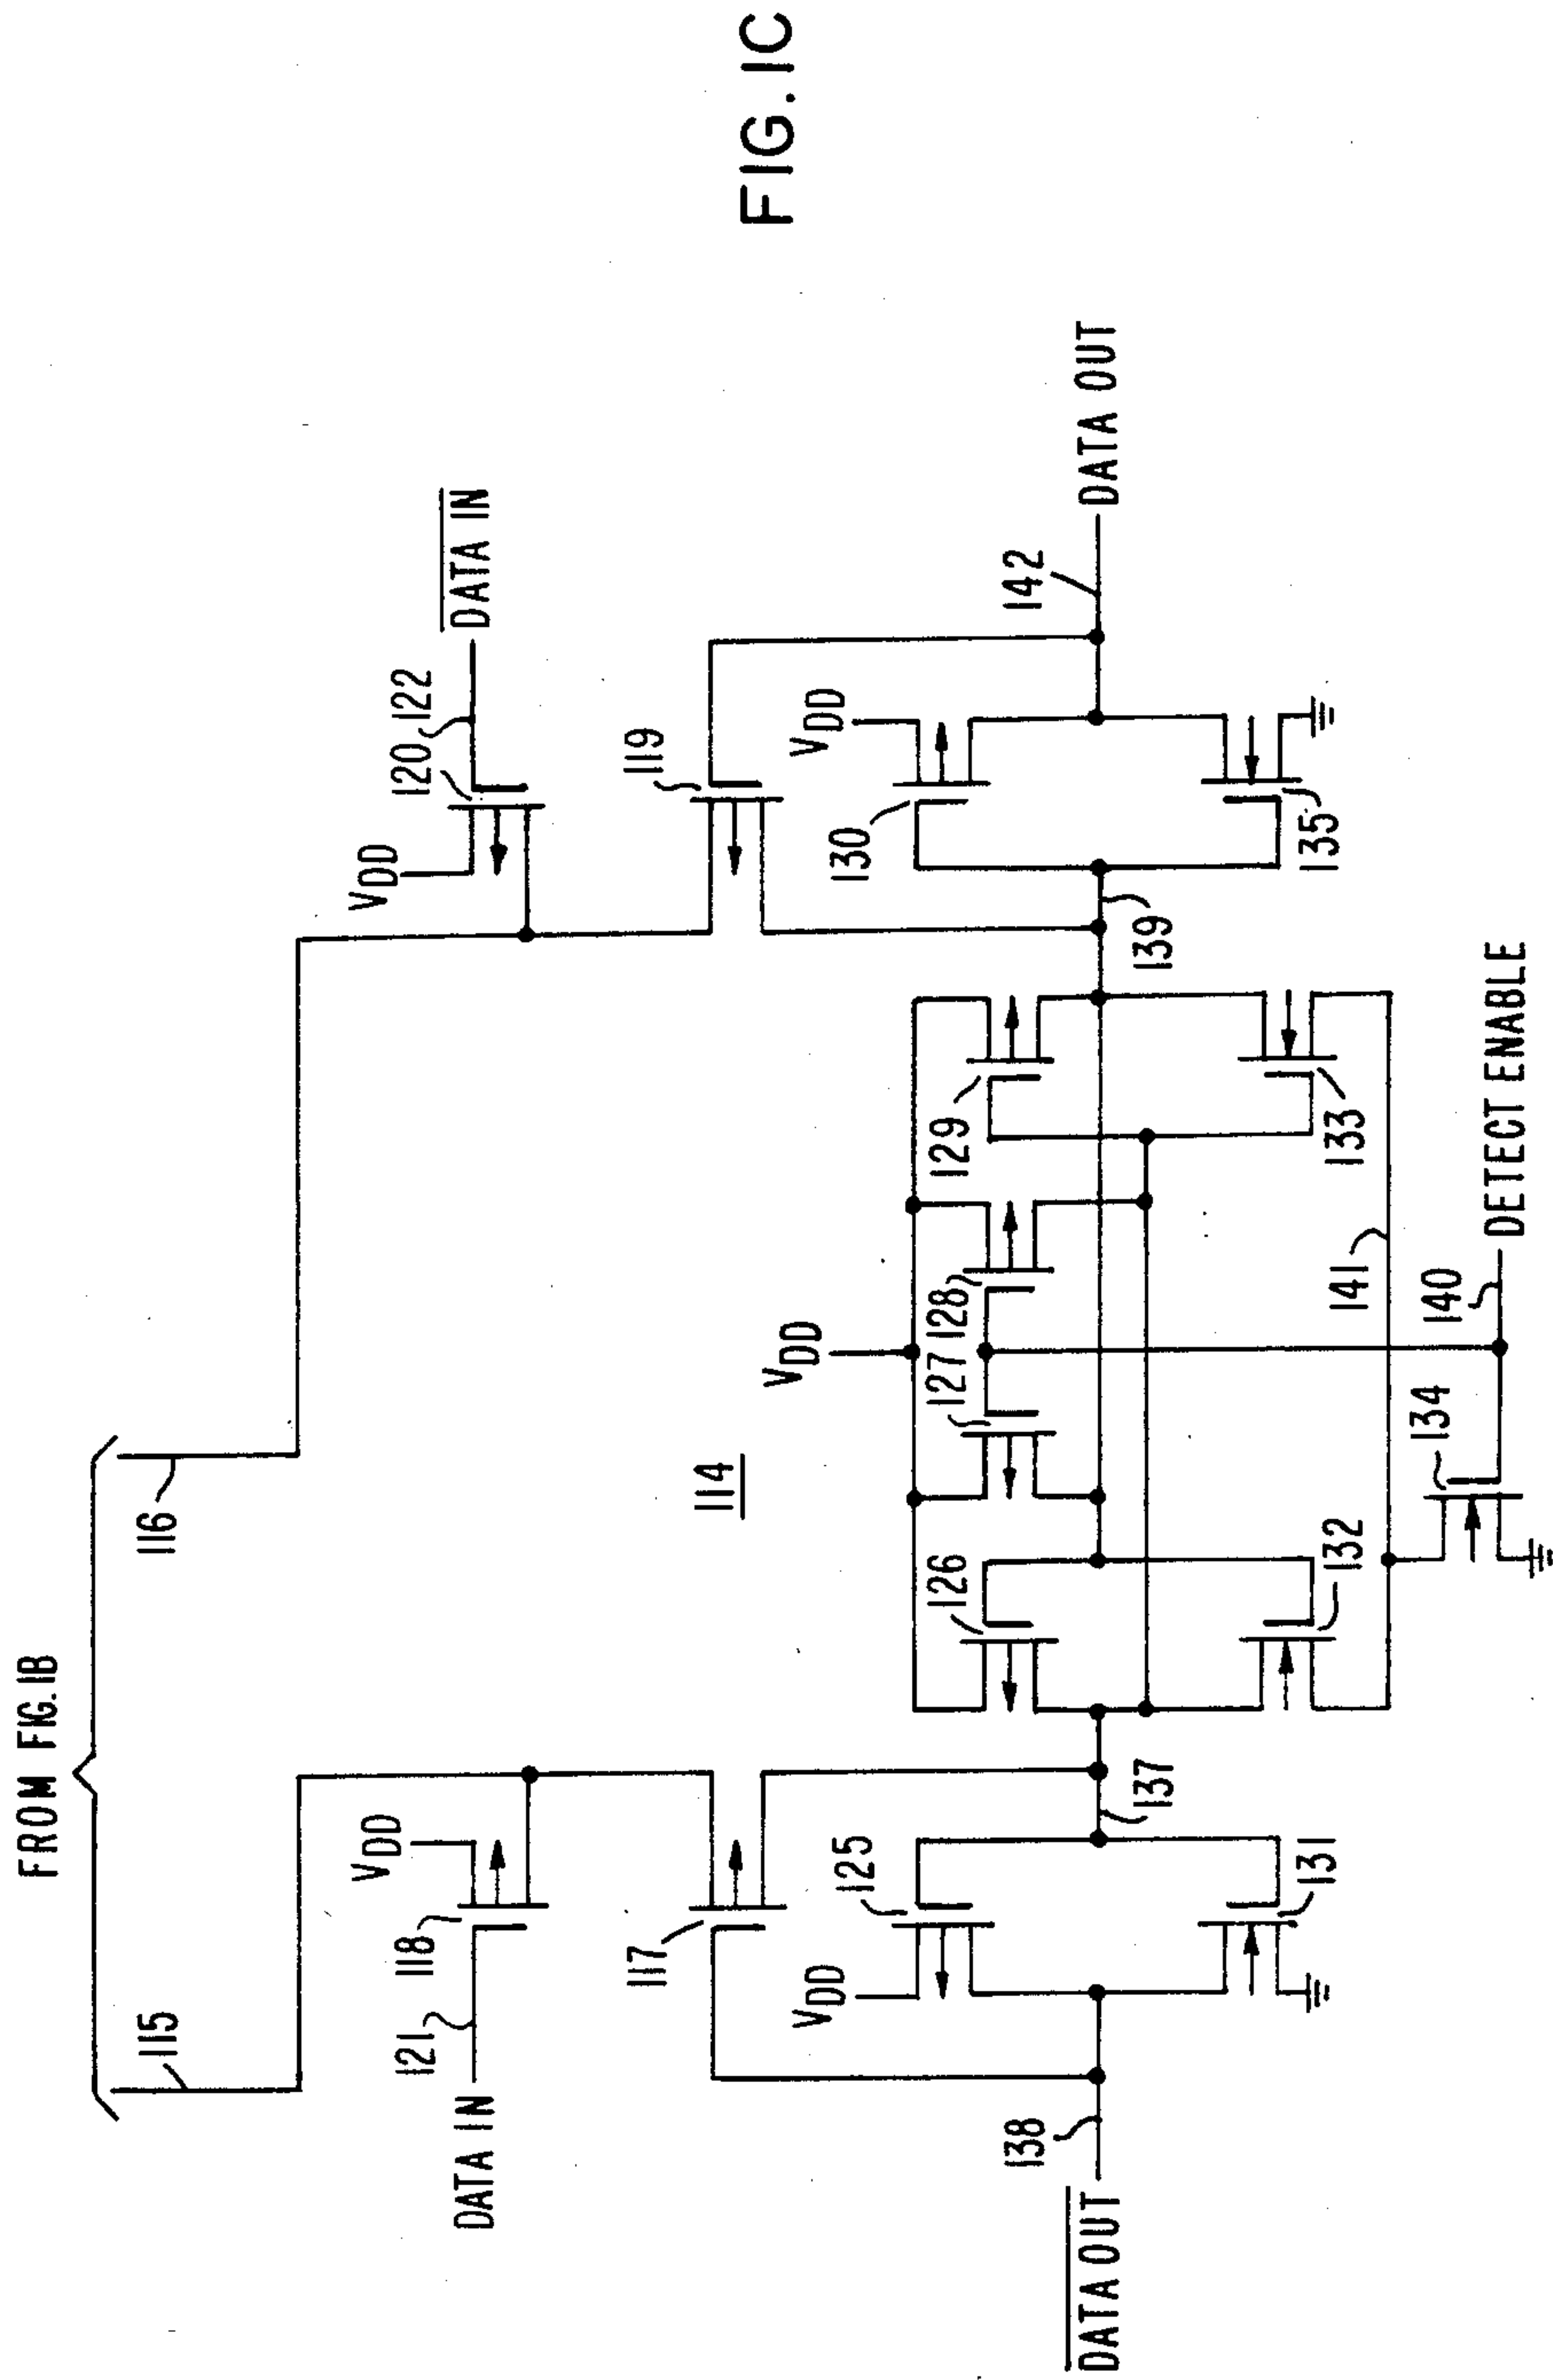 FROM FIG. 1B
115
116
DATA IN
121
118
VDD
VDD
120
122
DATA IN
117
119
114
VDD
125
VDD
126
127
128
129
VDD
130
DATA OUT
138
137
139
142
DATA OUT
131
132
141
133
135
134
140
DETECT ENABLE
FIG. 1C